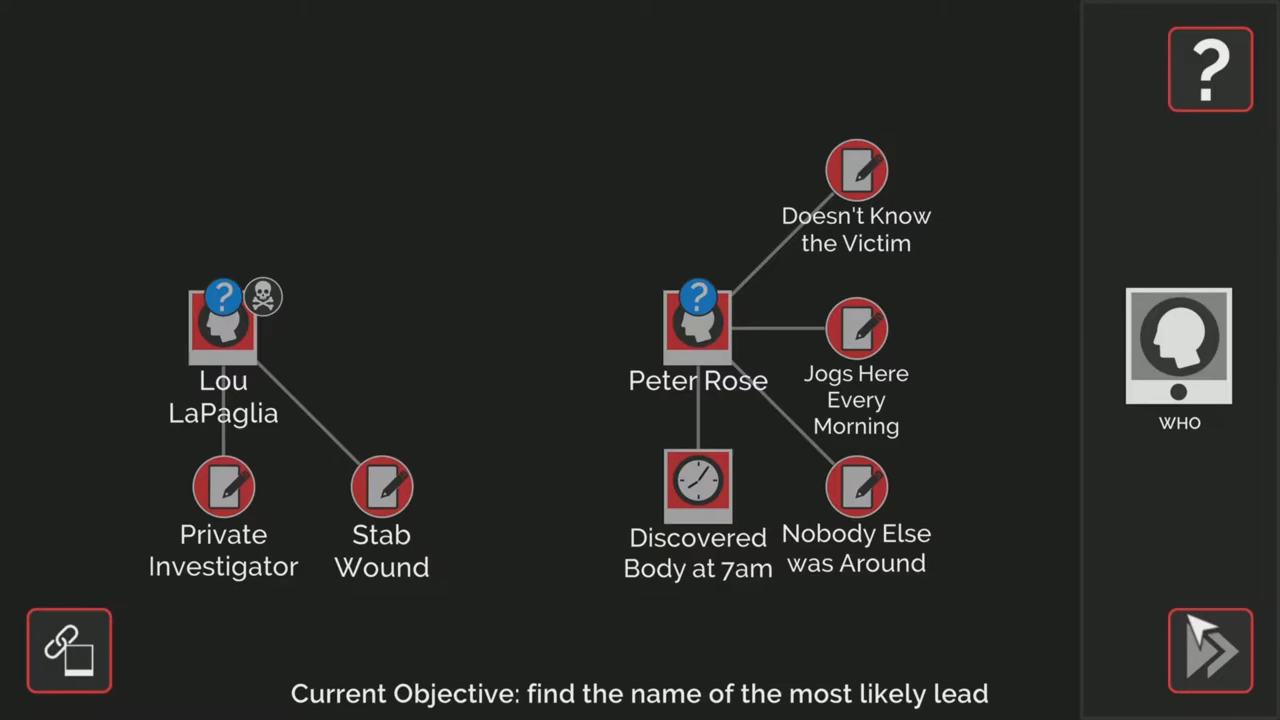 ?
Doesn't Know
the Victim
?
?
Lou
LaPaglia
Peter Rose
Jogs Here
Every
Morning
WHO
Private
Investigator
Stab
Wound
Discovered
Body at 7am
Nobody Else
was Around
Current Objective: find the name of the most likely lead